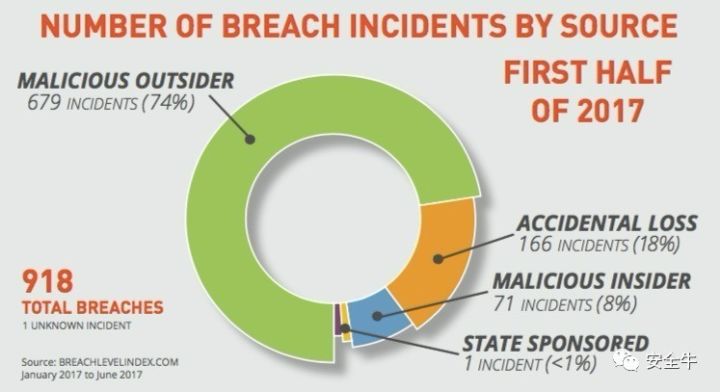 NUMBER OF BREACH INCIDENTS BY SOURCE
FIRST HALF
OF 2017
MALICIOUS OUTSIDER
679 INCIDENTS (74%)
ACCIDENTAL LOSS
166 INCIDENTS (18%)
MALICIOUS INSIDER
71 INCIDENTS (8%)
STATE SPONSORED
1 INCIDENT (<1%)
918
TOTAL BREACHES
1 UNKNOWN INCIDENT
Source: BREACHLEVELINDEX.COM
January 2017 to June 2017
安全牛